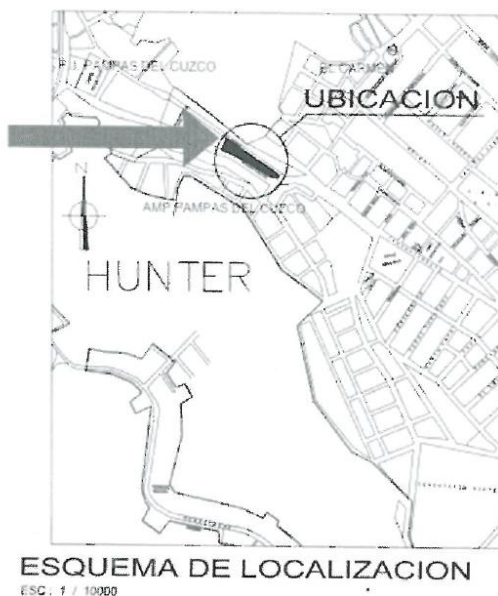 P.J. PAMPAS DEL CUZCO
EL CARMEN
UBICACION
N
AMP. PAMPAS DEL CUZCO
HUNTER
ESQUEMA DE LOCALIZACION
ESC: 1 / 10000